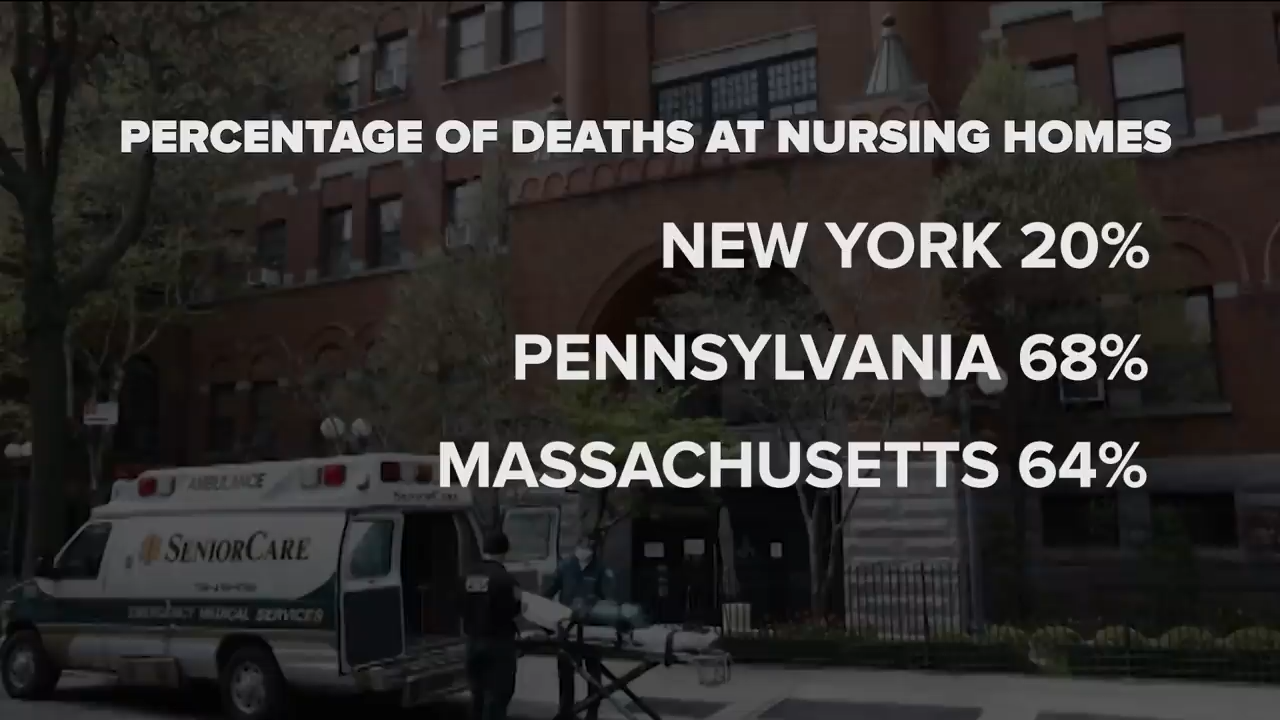 PERCENTAGE OF DEATHS AT NURSING HOMES
NEW YORK 20%
PENNSYLVANIA 68%
MASSACHUSETTS 64%
AMBULANCE
SENIORCARE
EMERGENCY MEDICAL SERVICES